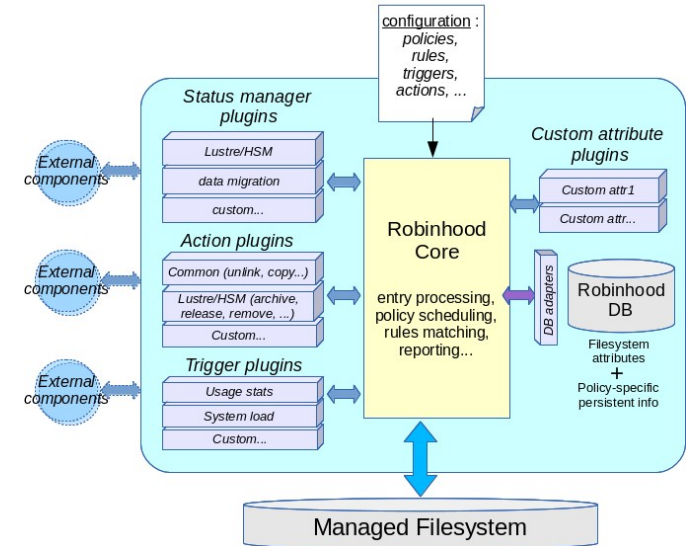 configuration :
policies,
rules,
triggers,
actions, ...
Status manager
plugins
Lustre/HSM
data migration
custom...
External
components
Custom attribute
plugins
Custom attr1
Custom attr...
Robinhood
Core
entry processing,
policy scheduling,
rules matching,
reporting...
Action plugins
Common (unlink, copy...)
Lustre/HSM (archive,
release, remove, ...)
Custom...
External
components
DB adapters
Robinhood
DB
Filesystem
attributes
+
Policy-specific
persistent info
Trigger plugins
Usage stats
System load
Custom...
External
components
Managed Filesystem